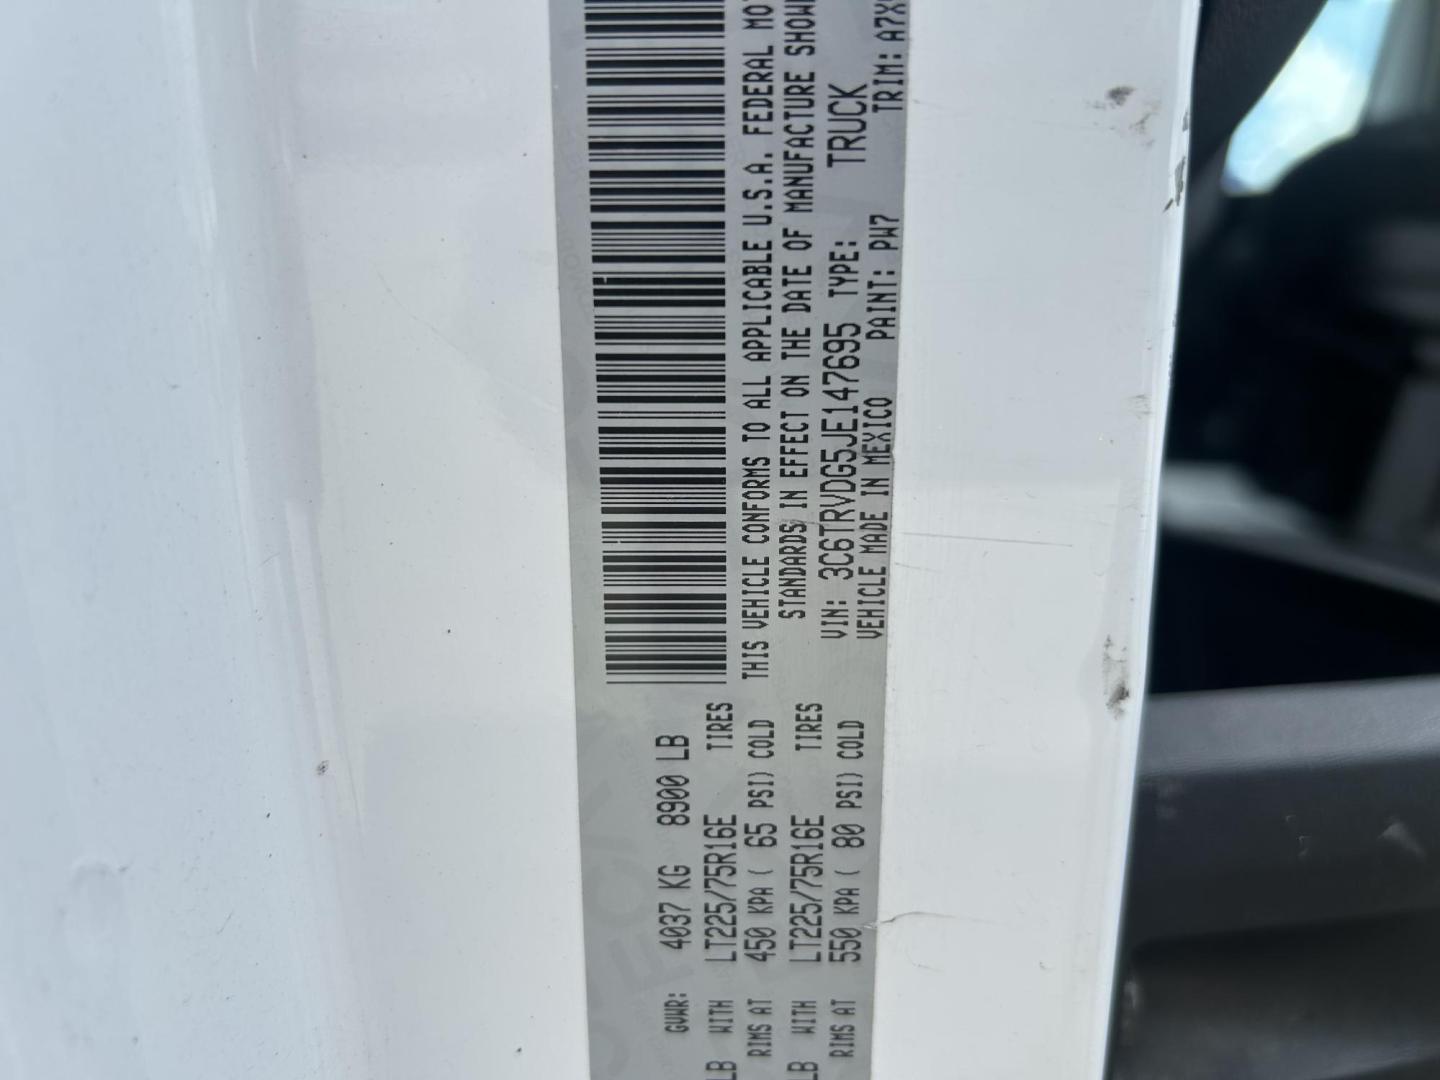 GVWR: 4037 KG 8900 LB
LB WITH LT225/75R16E TIRES
RIMS AT 450 KPA ( 65 PSI) COLD
LB WITH LT225/75R16E TIRES
RIMS AT 550 KPA ( 80 PSI) COLD
THIS VEHICLE CONFORMS TO ALL APPLICABLE U.S.A. FEDERAL MOT
STANDARDS IN EFFECT ON THE DATE OF MANUFACTURE SHOW
VIN: 3C6TRVDG5JE147695 TYPE: TRUCK
VEHICLE MADE IN MEXICO PAINT: PW7 TRIM: A7X